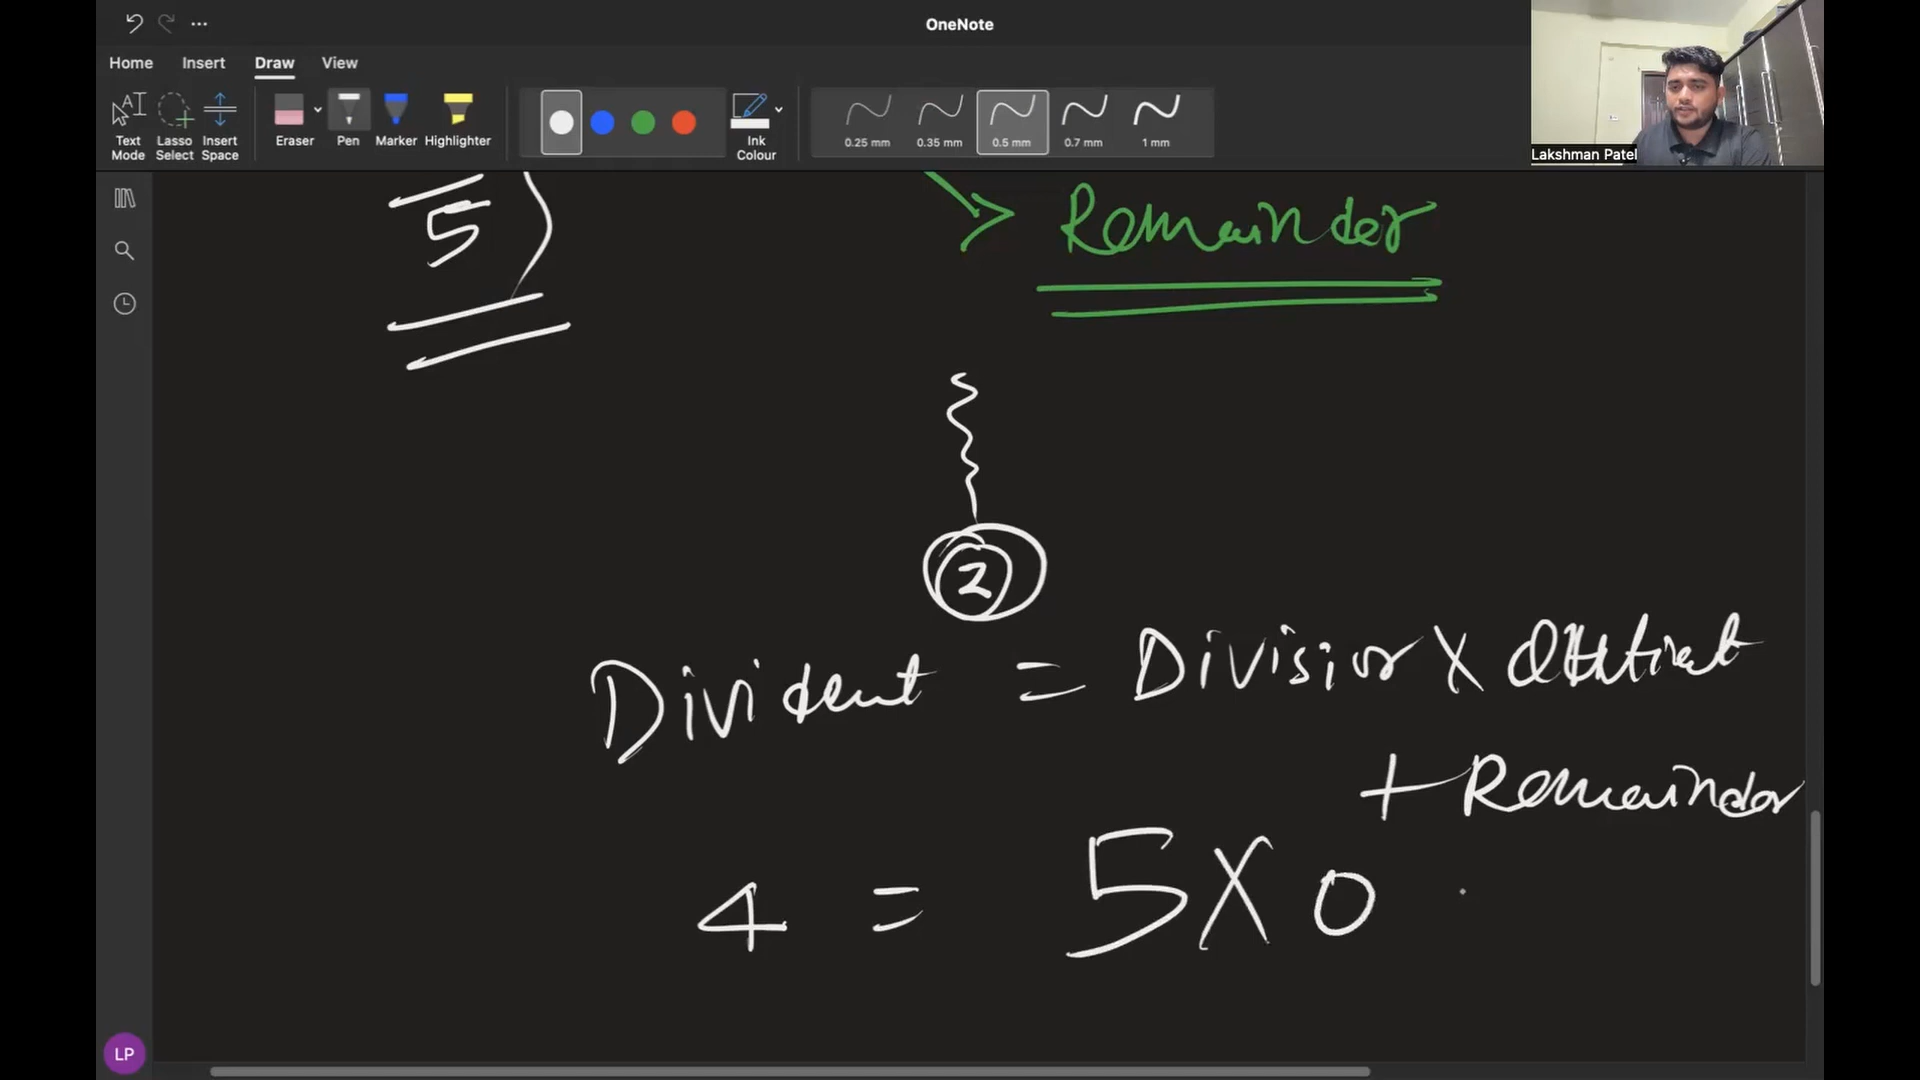 OneNote
Home Insert Draw View
Text Mode
Lasso Select
Insert Space
Eraser
Pen
Marker
Highlighter
Ink Colour
0.25 mm
0.35 mm
0.5 mm
0.7 mm
1 mm
Lakshman Patel
5
Remainder
2
Divident = Divisior X
+ Remainder
4 = 5 X 0
LP